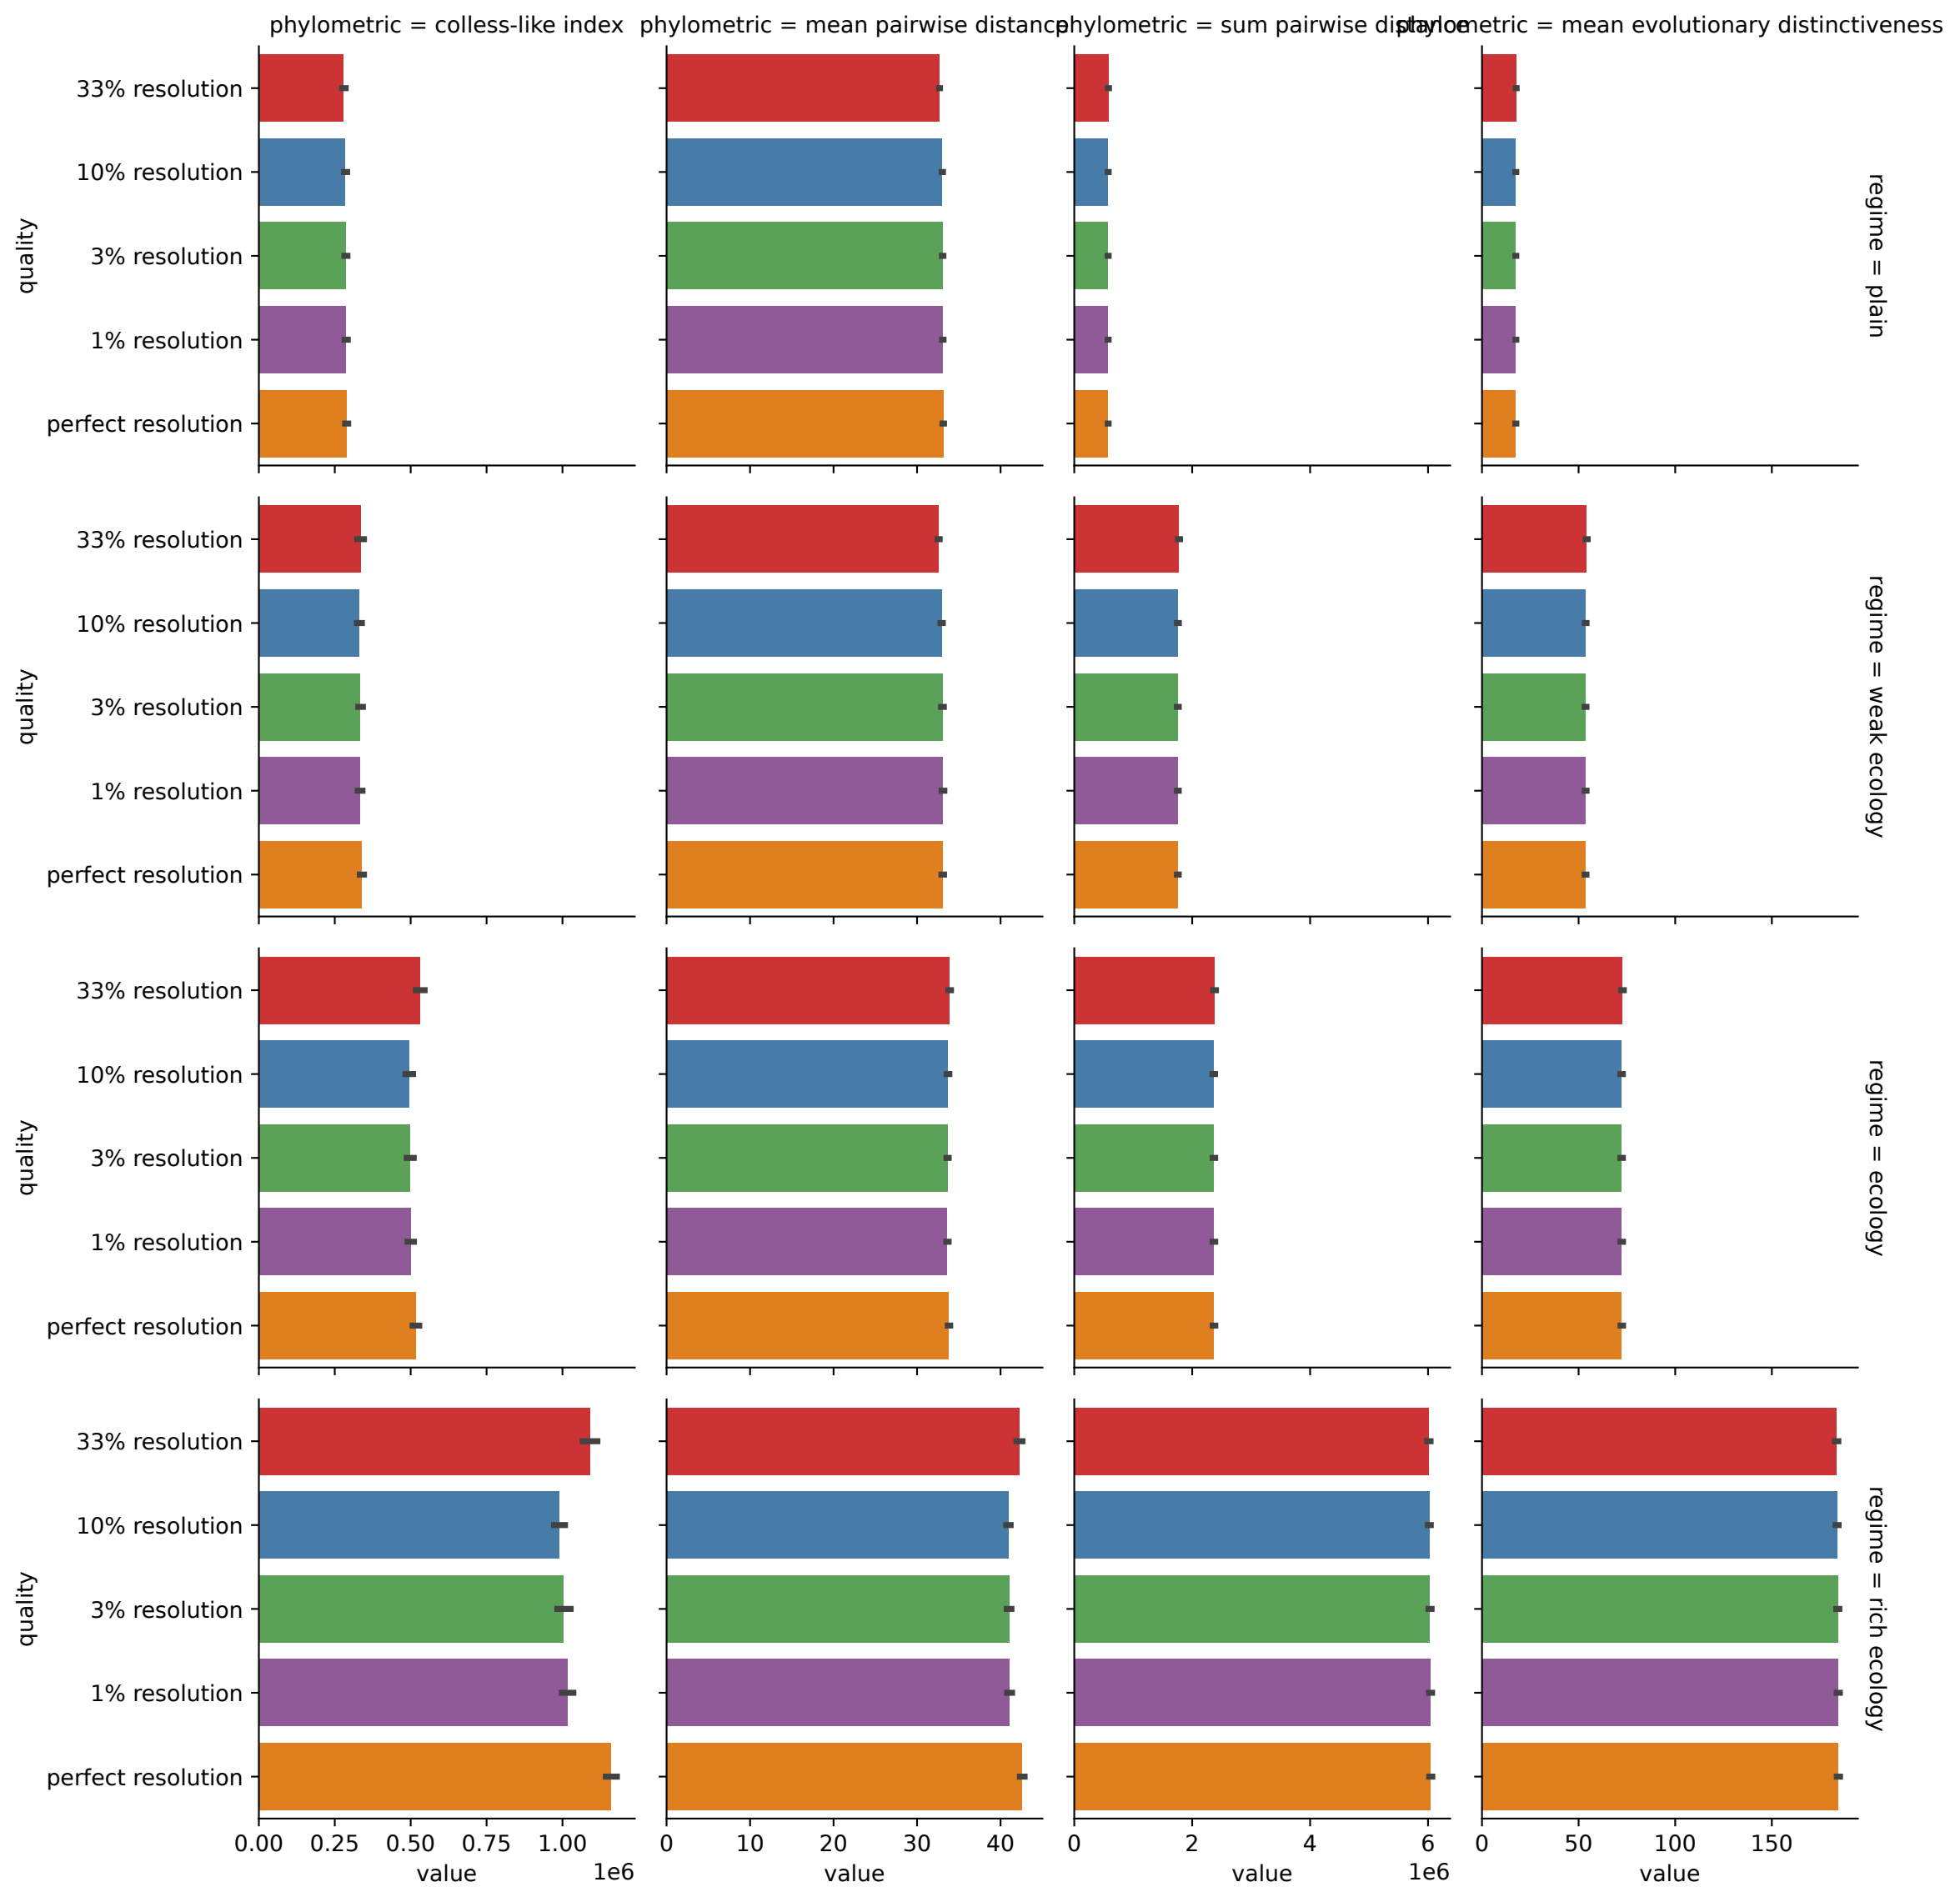 phylometric = colless-like index
phylometric = mean pairwise distance
phylometric = sum pairwise distance
phylometric = mean evolutionary distinctiveness
quality
33% resolution
10% resolution
3% resolution
1% resolution
perfect resolution
regime = plain
quality
33% resolution
10% resolution
3% resolution
1% resolution
perfect resolution
regime = weak ecology
quality
33% resolution
10% resolution
3% resolution
1% resolution
perfect resolution
regime = ecology
quality
33% resolution
10% resolution
3% resolution
1% resolution
perfect resolution
regime = rich ecology
0.00 0.25 0.50 0.75 1.00
0 10 20 30 40
0 2 4 6
0 50 100 150
value
1e6
value
value
1e6
value